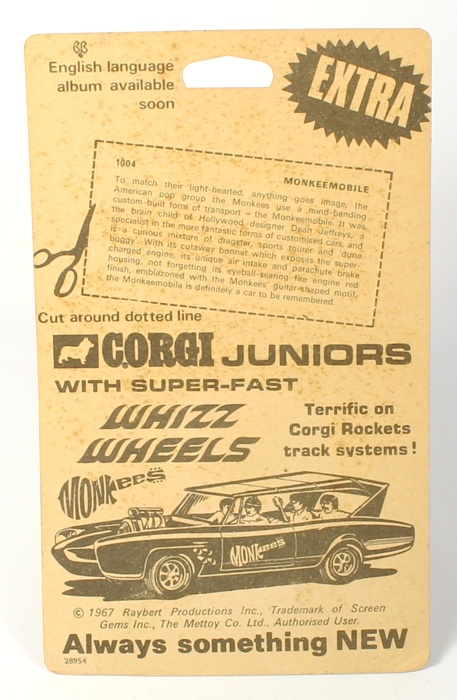 English language
album available
soon
EXTRA
1004
MONKEEMOBILE
To match their light-hearted, anything goes image, the
American pop group the Monkees use a mind-bending
custom-built form of transport – the Monkeemobile. It was
the brain child of Hollywood designer Dean Jeffreys, a
specialist in the more fantastic forms of customised cars, and
is a curious mixture of dragster, sports tourer and 'dune
buggy'. With its cutaway bonnet which exposes the super-
charged engine, its unique air intake and parachute brake
housing, not forgetting its eyeball-searing fire engine red
finish, emblazoned with the Monkees' guitar-shaped motif,
the Monkeemobile is definitely a car to be remembered.
Cut around dotted line
CORGI JUNIORS
WITH SUPER-FAST
WHIZZ
WHEELS
Terrific on
Corgi Rockets
track systems!
MONKEES
MONKEES
© 1967 Raybert Productions Inc., Trademark of Screen
Gems Inc., The Mettoy Co. Ltd., Authorised User.
Always something NEW
28954